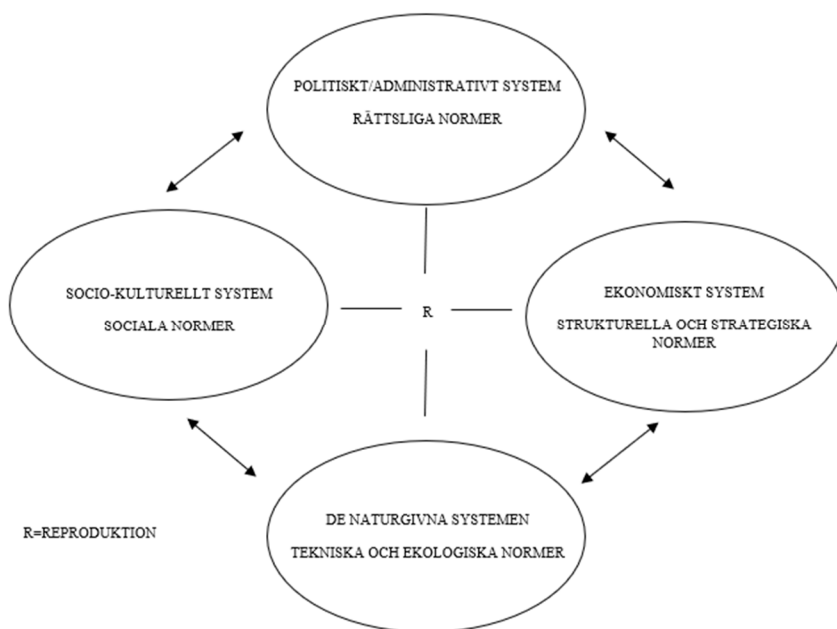 POLITISKT/ADMINISTRATIVT SYSTEM
RÄTTSLIGA NORMER
SOCIO-KULTURELLT SYSTEM
SOCIALA NORMER
R
EKONOMISKT SYSTEM
STRUKTURELLA OCH STRATEGISKA
NORMER
DE NATURGIVNA SYSTEMEN
TEKNISKA OCH EKOLOGISKA NORMER
R=REPRODUKTION